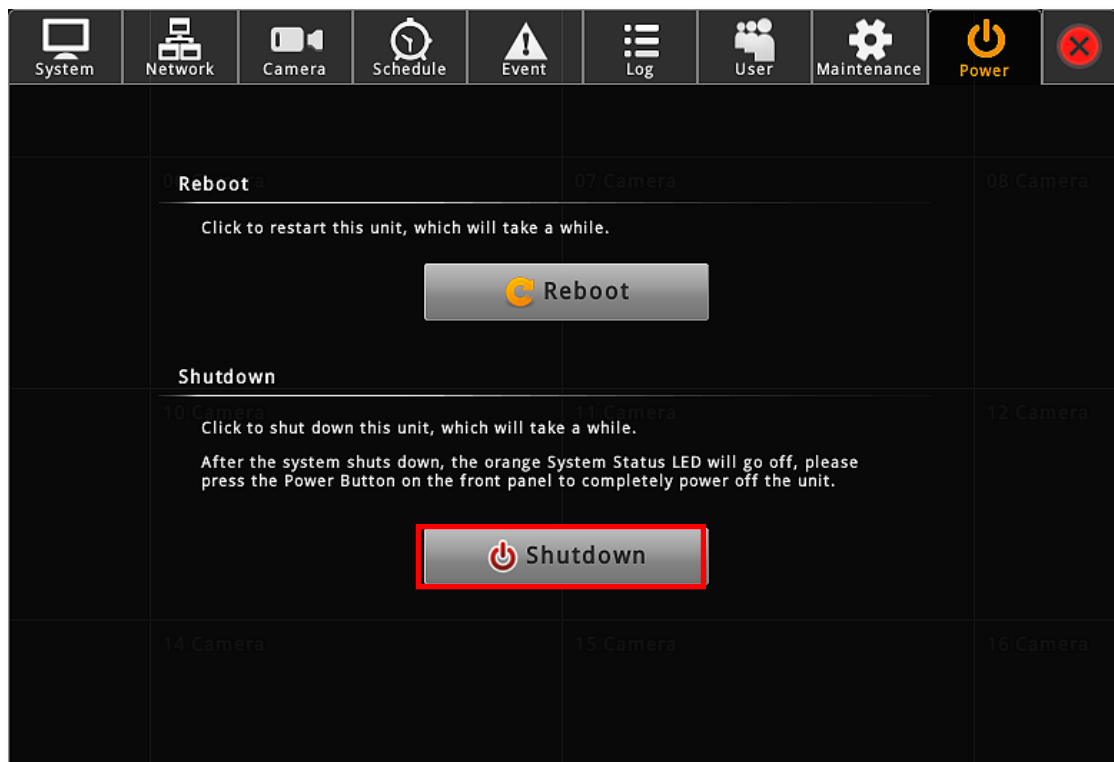 System
Network
Camera
Schedule
Event
Log
User
Maintenance
Power
07 Camera
08 Camera
Reboot
Click to restart this unit, which will take a while.
Reboot
Shutdown
10 Camera
11 Camera
12 Camera
Click to shut down this unit, which will take a while.
After the system shuts down, the orange System Status LED will go off, please
press the Power Button on the front panel to completely power off the unit.
Shutdown
14 Camera
15 Camera
16 Camera